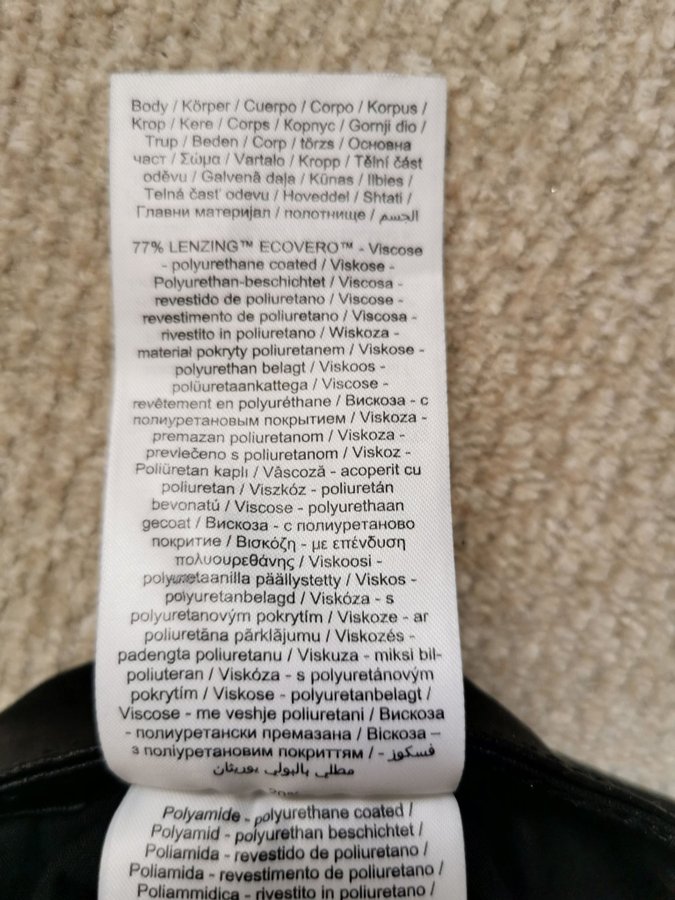 Body / Körper / Cuerpo / Corpo / Korpus /
Krop / Kere / Corps / Корпус / Gornji dio /
Trup / Beden / Corp / törzs / Основна
част / Σώμα / Vartalo / Kropp / Tělní část
oděvu / Galvenā daļa / Kūnas / Ilbies /
Telná časť odevu / Hoveddel / Shtati /
Главни материјал / полотнище / الجسم
77% LENZING™ ECOVERO™ - Viscose
- polyurethane coated / Viskose -
Polyurethan-beschichtet / Viscosa -
revestido de poliuretano / Viscose -
revestimento de poliuretano / Viscosa -
rivestito in poliuretano / Wiskoza -
materiał pokryty poliuretanem / Viskose -
polyurethan belagt / Viskoos -
polüuretaankattega / Viscose -
revêtement en polyuréthane / Вискоза - с
полиуретановым покрытием / Viskoza -
premazan poliuretanom / Viskoza -
prevlečeno s poliuretanom / Viskoz -
Poliüretan kaplı / Vâscoză - acoperit cu
poliuretan / Viszkóz - poliuretán
bevonatú / Viscose - polyurethaan
gecoat / Вискоза - с полиуретаново
покритие / Βισκόζη - με επένδυση
πολυουρεθάνης / Viskoosi -
polyuretaanilla päällystetty / Viskos -
polyuretanbelagd / Viskóza - s
polyuretanovým pokrytím / Viskoze - ar
poliuretāna pārklājumu / Viskozės -
padengta poliuretanu / Viskuza - miksi bil-
poliuteran / Viskóza - s polyuretánovým
pokrytím / Viskose - polyuretanbelagt /
Viscose - me veshje poliuretani / Вискоза
- полиуретански премазана / Віскоза –
з поліуретановим покриттям / - فسكوز
مطلي بالبولي يوريثان
Polyamide - polyurethane coated /
Polyamid - polyurethan beschichtet /
Poliamida - revestido de poliuretano /
Poliamida - revestimento de poliuretano /
Poliammidica - rivestito in poliuretano /